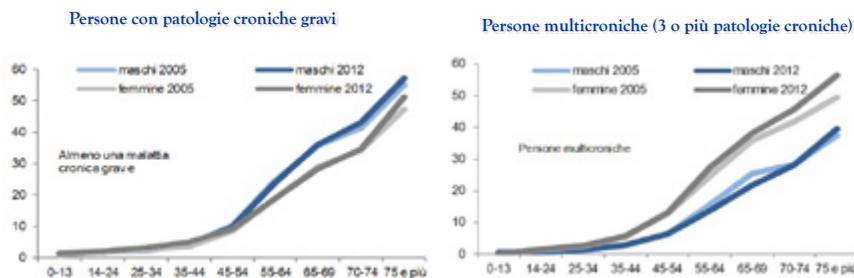 Persone con patologie croniche gravi
60
50
40
30
20
10
0
maschi 2005
maschi 2012
femmine 2005
femmine 2012
Almeno una malattia
cronica grave
0-13 14-24 25-34 35-44 45-54 55-64 65-69 70-74 75 e più
Persone multicroniche (3 o più patologie croniche)
60
50
40
30
20
10
0
maschi 2005
maschi 2012
femmine 2005
femmine 2012
Persone multicroniche
0-13 14-24 25-34 35-44 45-54 55-64 65-69 70-74 75 e più